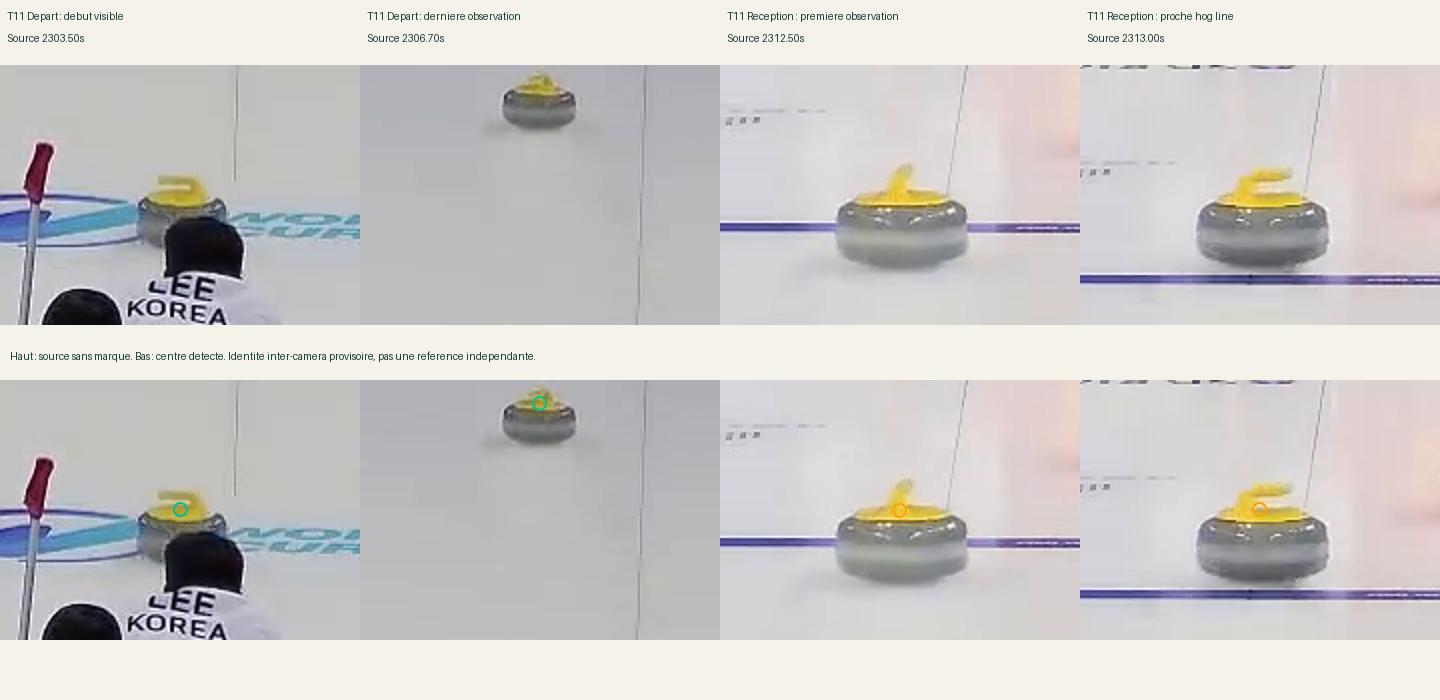 T11 Depart : debut visible
Source 2303.50s
T11 Depart : derniere observation
Source 2306.70s
T11 Reception : premiere observation
Source 2312.50s
T11 Reception : proche hog line
Source 2313.00s
LEE
KOREA
Haut : source sans marque. Bas : centre detecte. Identite inter-camera provisoire, pas une reference independante.
LEE
KOREA